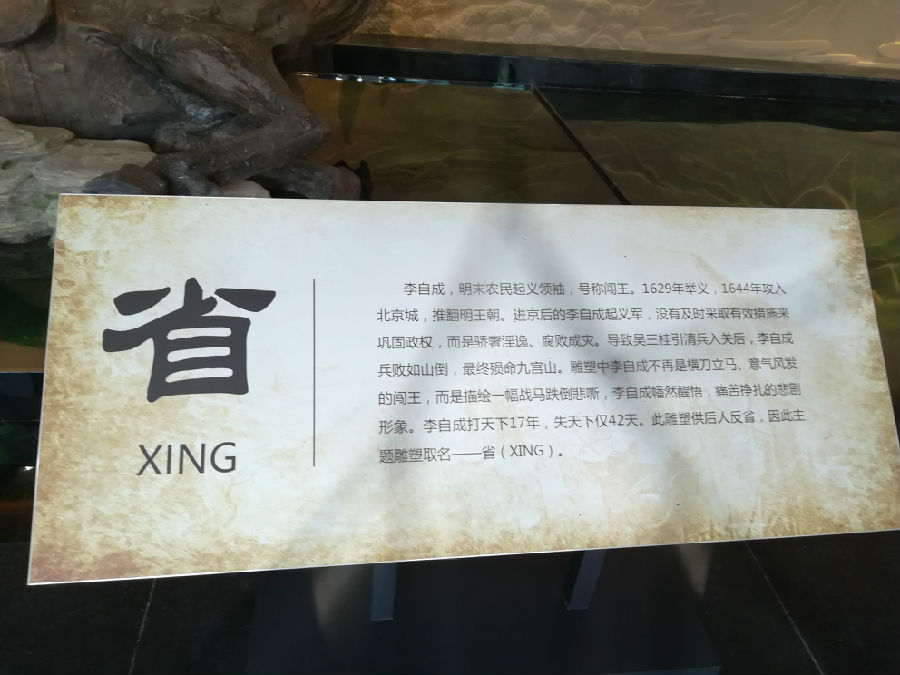 省
XING
李自成，明末农民起义领袖，号称闯王。1629年举义，1644年攻入
北京城，推翻明王朝。进京后的李自成起义军，没有及时采取有效措施来
巩固政权，而是骄奢淫逸、腐败成灾。导致吴三桂引清兵入关后，李自成
兵败如山倒，最终殒命九宫山。雕塑中李自成不再是横刀立马、意气风发
的闯王，而是描绘一幅战马跌倒悲嘶，李自成幡然醒悟，痛苦挣扎的悲剧
形象。李自成打天下17年，失天下仅42天。此雕塑供后人反省，因此主
题雕塑取名——省（XING）。